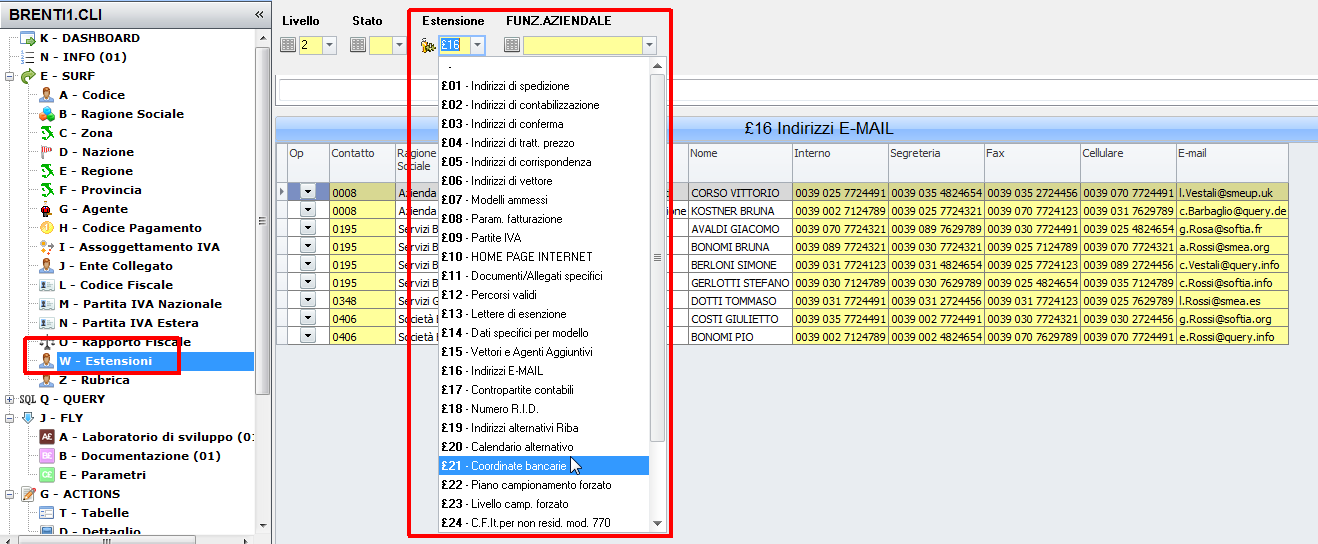 BRENTI1.CLI «
K - DASHBOARD
N - INFO (01)
E - SURF
A - Codice
B - Ragione Sociale
C - Zona
D - Nazione
E - Regione
F - Provincia
G - Agente
H - Codice Pagamento
I - Assoggettamento IVA
J - Ente Collegato
L - Codice Fiscale
M - Partita IVA Nazionale
N - Partita IVA Estera
O - Rapporto Fiscale
W - Estensioni
Z - Rubrica
SQL Q - QUERY
J - FLY
A£ A - Laboratorio di sviluppo (01
B£ B - Documentazione (01)
C£ E - Parametri
G - ACTIONS
T - Tabelle
D - Dettaglio
Livello Stato Estensione FUNZ.AZIENDALE
2 £16
-
£01 - Indirizzi di spedizione
£02 - Indirizzi di contabilizzazione
£03 - Indirizzi di conferma
£04 - Indirizzi di tratt. prezzo
£05 - Indirizzi di corrispondenza
£06 - Indirizzi di vettore
£07 - Modelli ammessi
£08 - Param. fatturazione
£09 - Partite IVA
£10 - HOME PAGE INTERNET
£11 - Documenti/Allegati specifici
£12 - Percorsi validi
£13 - Lettere di esenzione
£14 - Dati specifici per modello
£15 - Vettori e Agenti Aggiuntivi
£16 - Indirizzi E-MAIL
£17 - Contropartite contabili
£18 - Numero R.I.D.
£19 - Indirizzi alternativi Riba
£20 - Calendario alternativo
£21 - Coordinate bancarie
£22 - Piano campionamento forzato
£23 - Livello camp. forzato
£24 - C.F.It.per non resid. mod. 770
£16 Indirizzi E-MAIL
Op Contatto Ragione Sociale Nome Interno Segreteria Fax Cellulare E-mail
0008 Azienda CORSO VITTORIO 0039 025 7724491 0039 035 4824654 0039 035 2724456 0039 070 7724491 l.Vestali@smeup.uk
0008 Azienda ione KOSTNER BRUNA 0039 002 7124789 0039 025 7724321 0039 070 7724123 0039 031 7629789 c.Barbaglio@query.de
0195 Servizi B AVALDI GIACOMO 0039 070 7724321 0039 089 7629789 0039 030 7724491 0039 025 4824654 g.Rosa@softia.fr
0195 Servizi B BONOMI BRUNA 0039 089 7724321 0039 030 7724321 0039 025 7124789 0039 070 7724123 a.Rossi@smea.org
0195 Servizi B BERLONI SIMONE 0039 031 7724123 0039 002 4824654 0039 025 7724123 0039 089 2724456 c.Vestali@query.info
0195 Servizi B GERLOTTI STEFANO 0039 030 7629789 0039 030 7629789 0039 025 4824654 0039 035 7124789 c.Rossi@softia.info
0348 Servizi G DOTTI TOMMASO 0039 031 7724491 0039 031 2724456 0039 025 7629789 0039 025 7629789 l.Rossi@smea.es
0406 Società COSTI GIULIETTO 0039 035 7724491 0039 031 7724123 0039 030 7724321 0039 030 2724456 g.Rossi@softia.org
0406 Società BONOMI PIO 0039 002 7124789 0039 002 4824654 0039 035 7629789 0039 070 7724491 e.Rossi@query.info